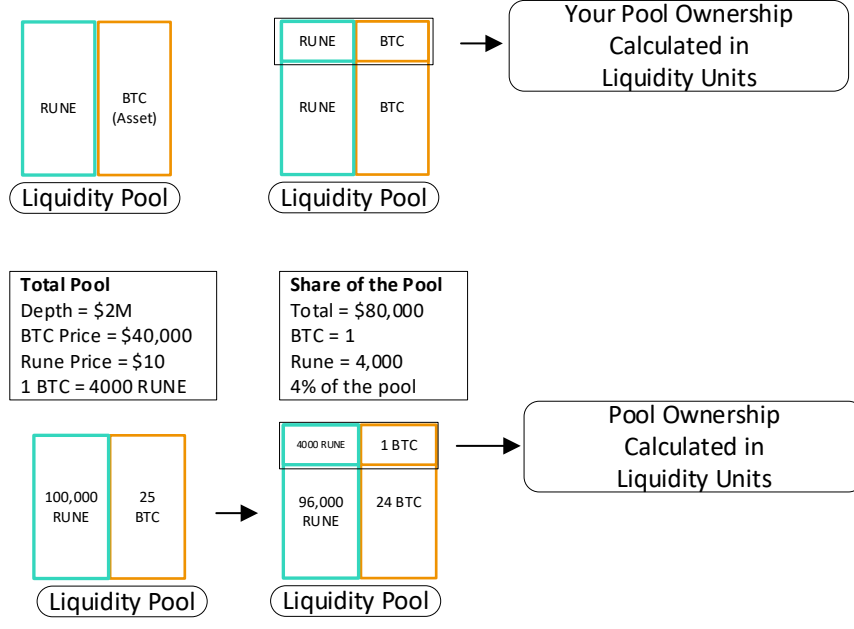 RUNE
BTC
(Asset)
Liquidity Pool
RUNE
BTC
RUNE
BTC
Liquidity Pool
Your Pool Ownership
Calculated in
Liquidity Units
Total Pool
Depth = $2M
BTC Price = $40,000
Rune Price = $10
1 BTC = 4000 RUNE
Share of the Pool
Total = $80,000
BTC = 1
Rune = 4,000
4% of the pool
100,000
RUNE
25
BTC
Liquidity Pool
4000 RUNE
1 BTC
96,000
RUNE
24 BTC
Liquidity Pool
Pool Ownership
Calculated in
Liquidity Units